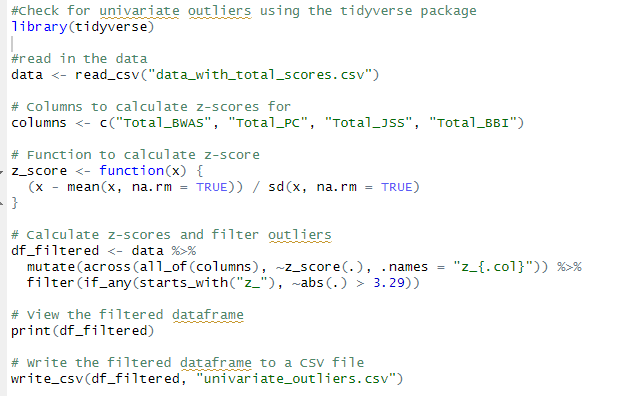 #Check for univariate outliers using the tidyverse package
library(tidyverse)
#read in the data
data <- read_csv("data_with_total_scores.csv")
# Columns to calculate z-scores for
columns <- c("Total_BWAS", "Total_PC", "Total_JSS", "Total_BBI")
# Function to calculate z-score
z_score <- function(x) {
  (x - mean(x, na.rm = TRUE)) / sd(x, na.rm = TRUE)
}
# Calculate z-scores and filter outliers
df_filtered <- data %>%
  mutate(across(all_of(columns), ~z_score(.), .names = "z_{.col}")) %>%
  filter(if_any(starts_with("z_"), ~abs(.) > 3.29))
# View the filtered dataframe
print(df_filtered)
# Write the filtered dataframe to a CSV file
write_csv(df_filtered, "univariate_outliers.csv")